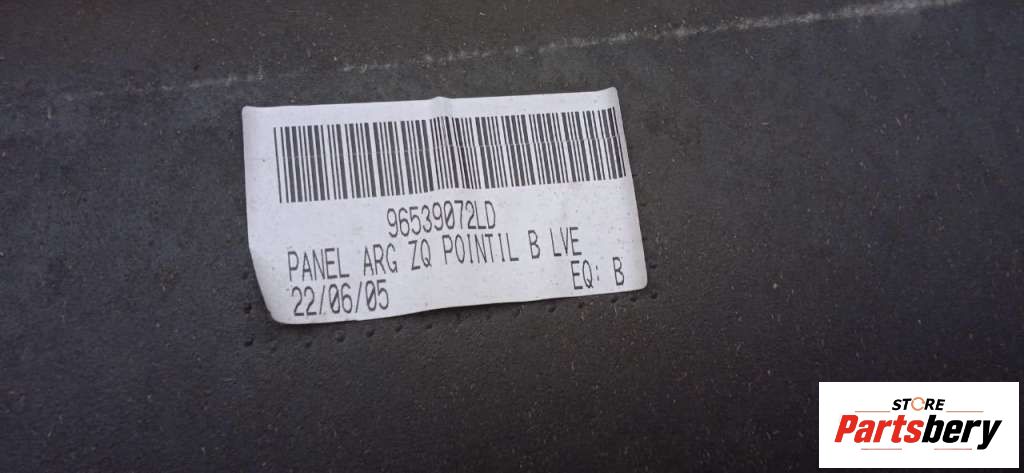 96539072LD
PANEL ARG ZQ POINTIL B LVE
22/06/05 EQ: B
STORE
Partsbery